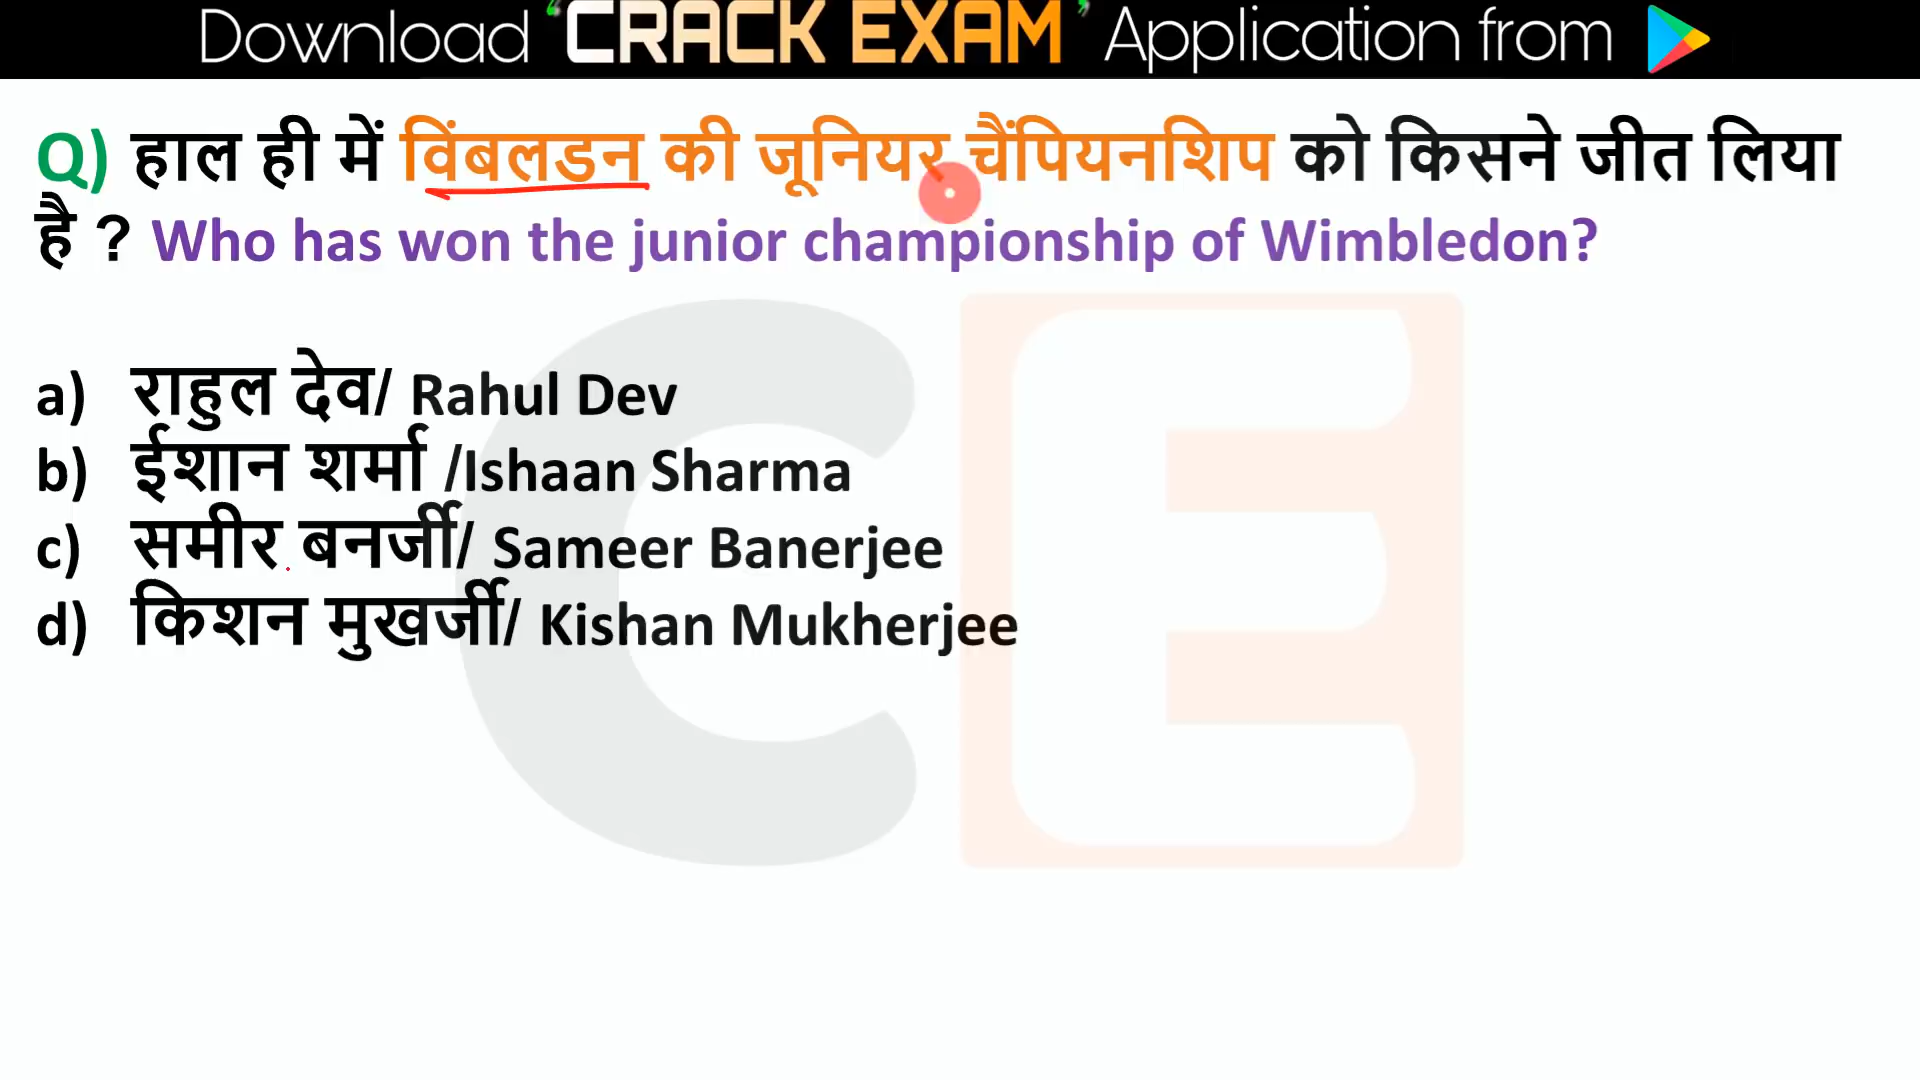 Download ‘CRACK EXAM’ Application from
Q) हाल ही में विंबलडन की जूनियर चैंपियनशिप को किसने जीत लिया
है ? Who has won the junior championship of Wimbledon?
a) राहुल देव/ Rahul Dev
b) ईशान शर्मा /Ishaan Sharma
c) समीर बनर्जी/ Sameer Banerjee
d) किशन मुखर्जी/ Kishan Mukherjee
CE